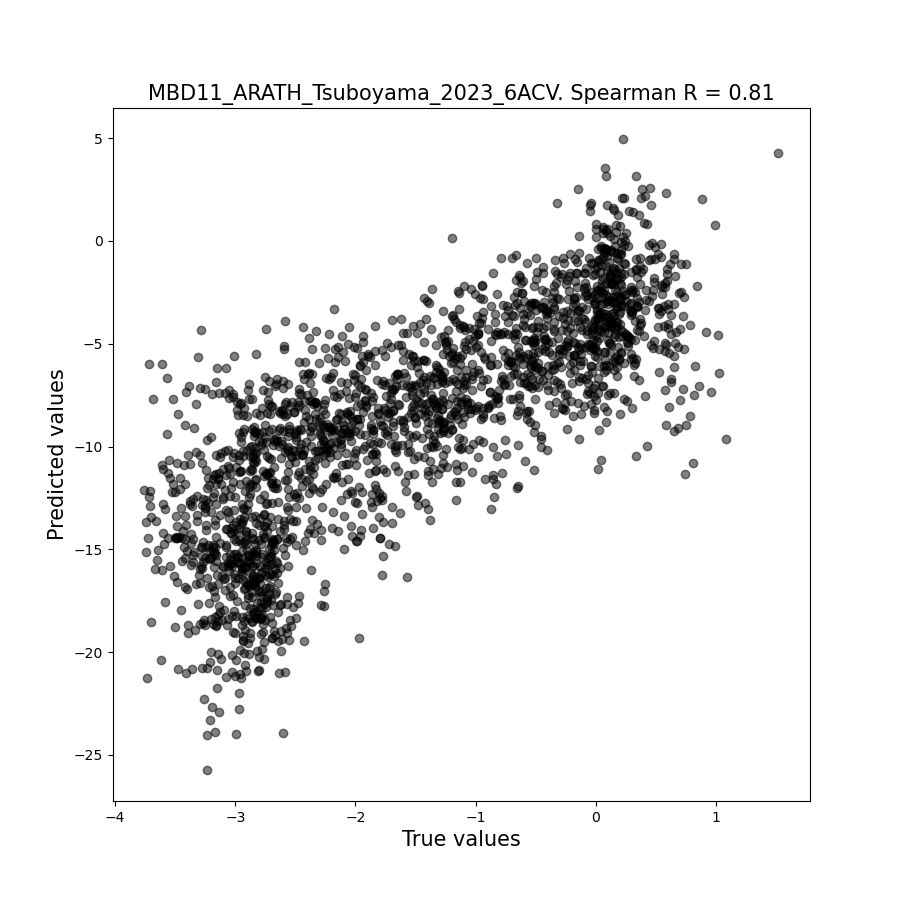 MBD11_ARATH_Tsuboyama_2023_6ACV. Spearman R = 0.81
5
0
−5
−10
−15
−20
−25
Predicted values
−4 −3 −2 −1 0 1
True values